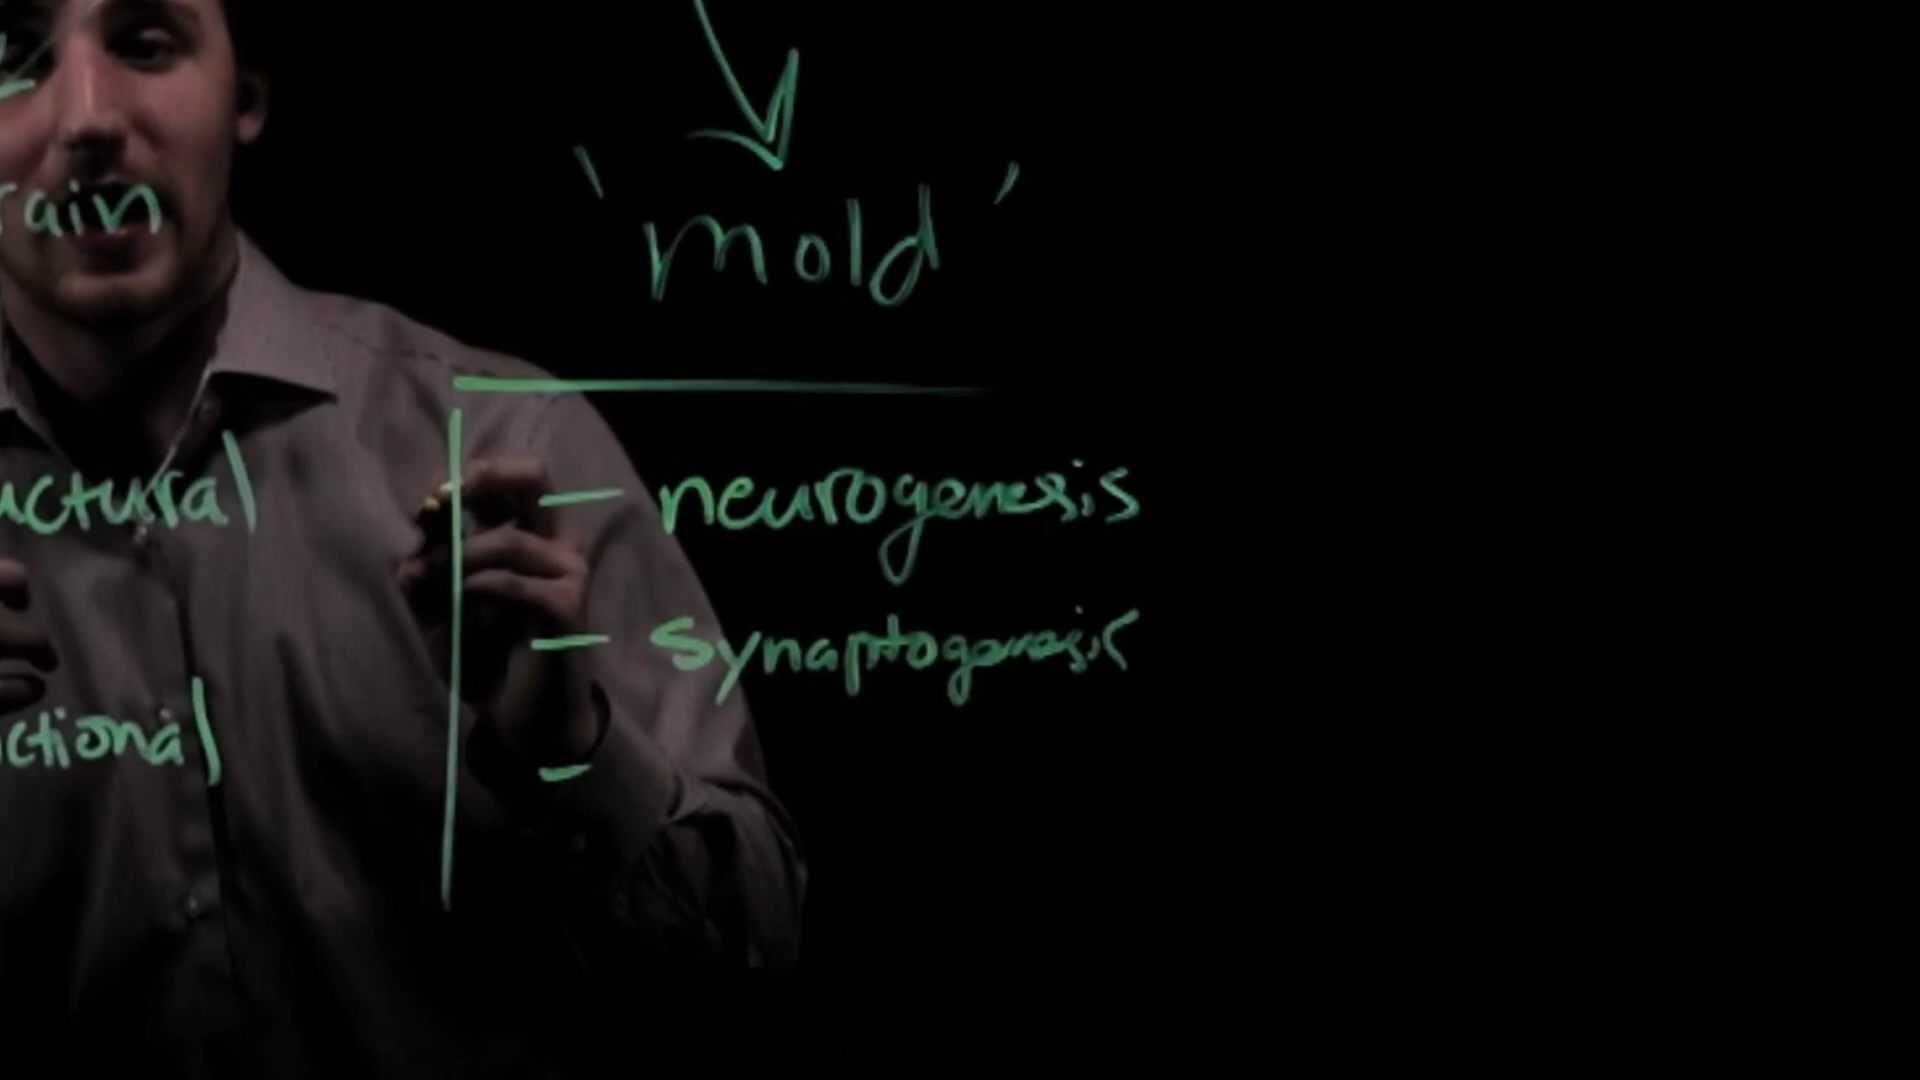 rain
'mold'
uctural
- neurogenesis
- synaptogenesis
ctional
-